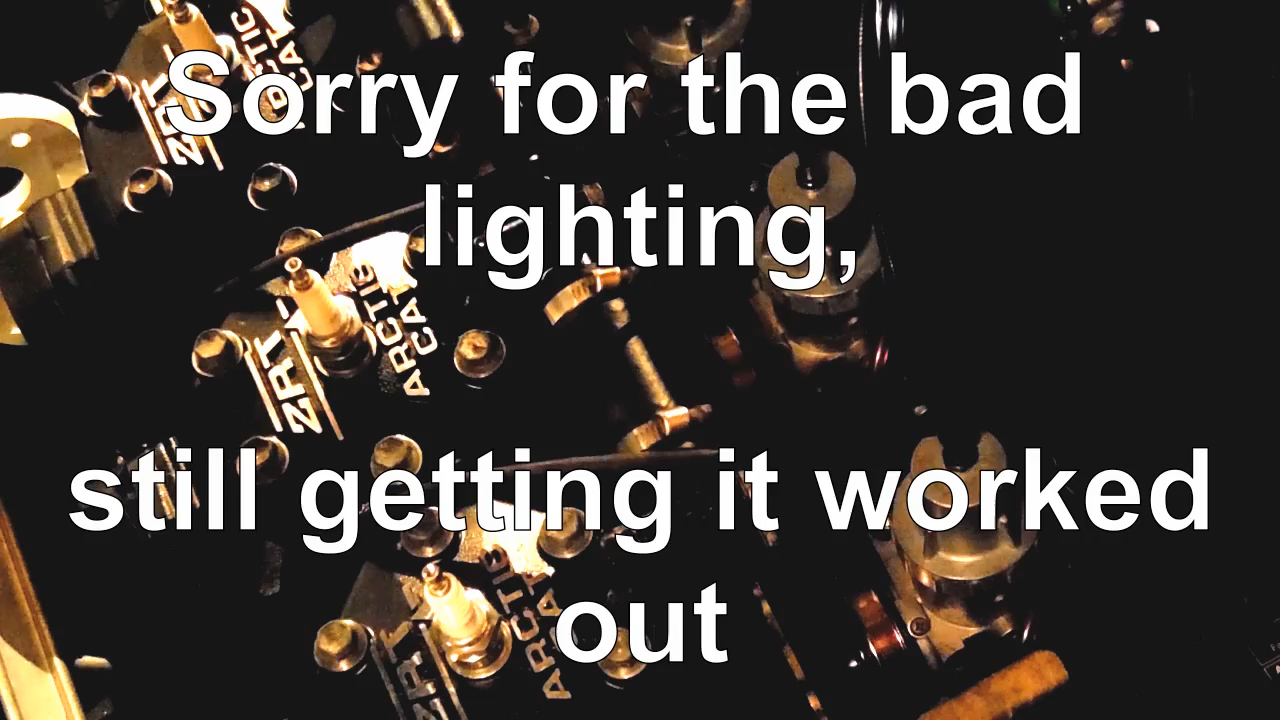 Sorry for the bad
lighting,
still getting it worked
out
ARCTIC
CAT
ZRT
ARCTIC
CAT
ZRT
ARCTIC
CAT
ZRT